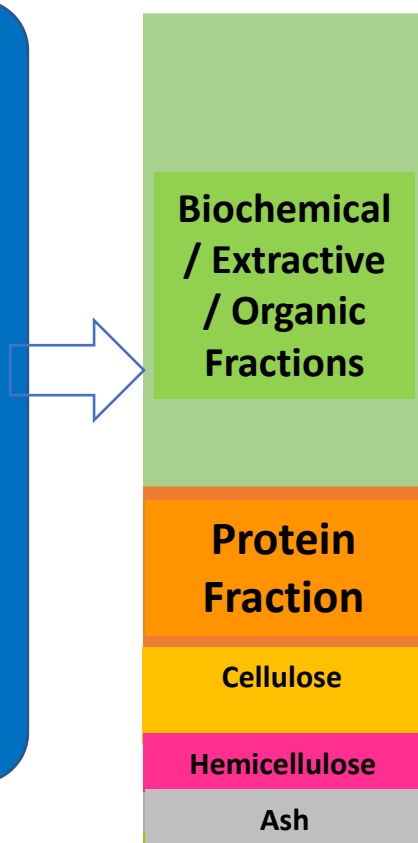 Biochemical
/ Extractive
/ Organic
Fractions
Protein
Fraction
Cellulose
Hemicellulose
Ash